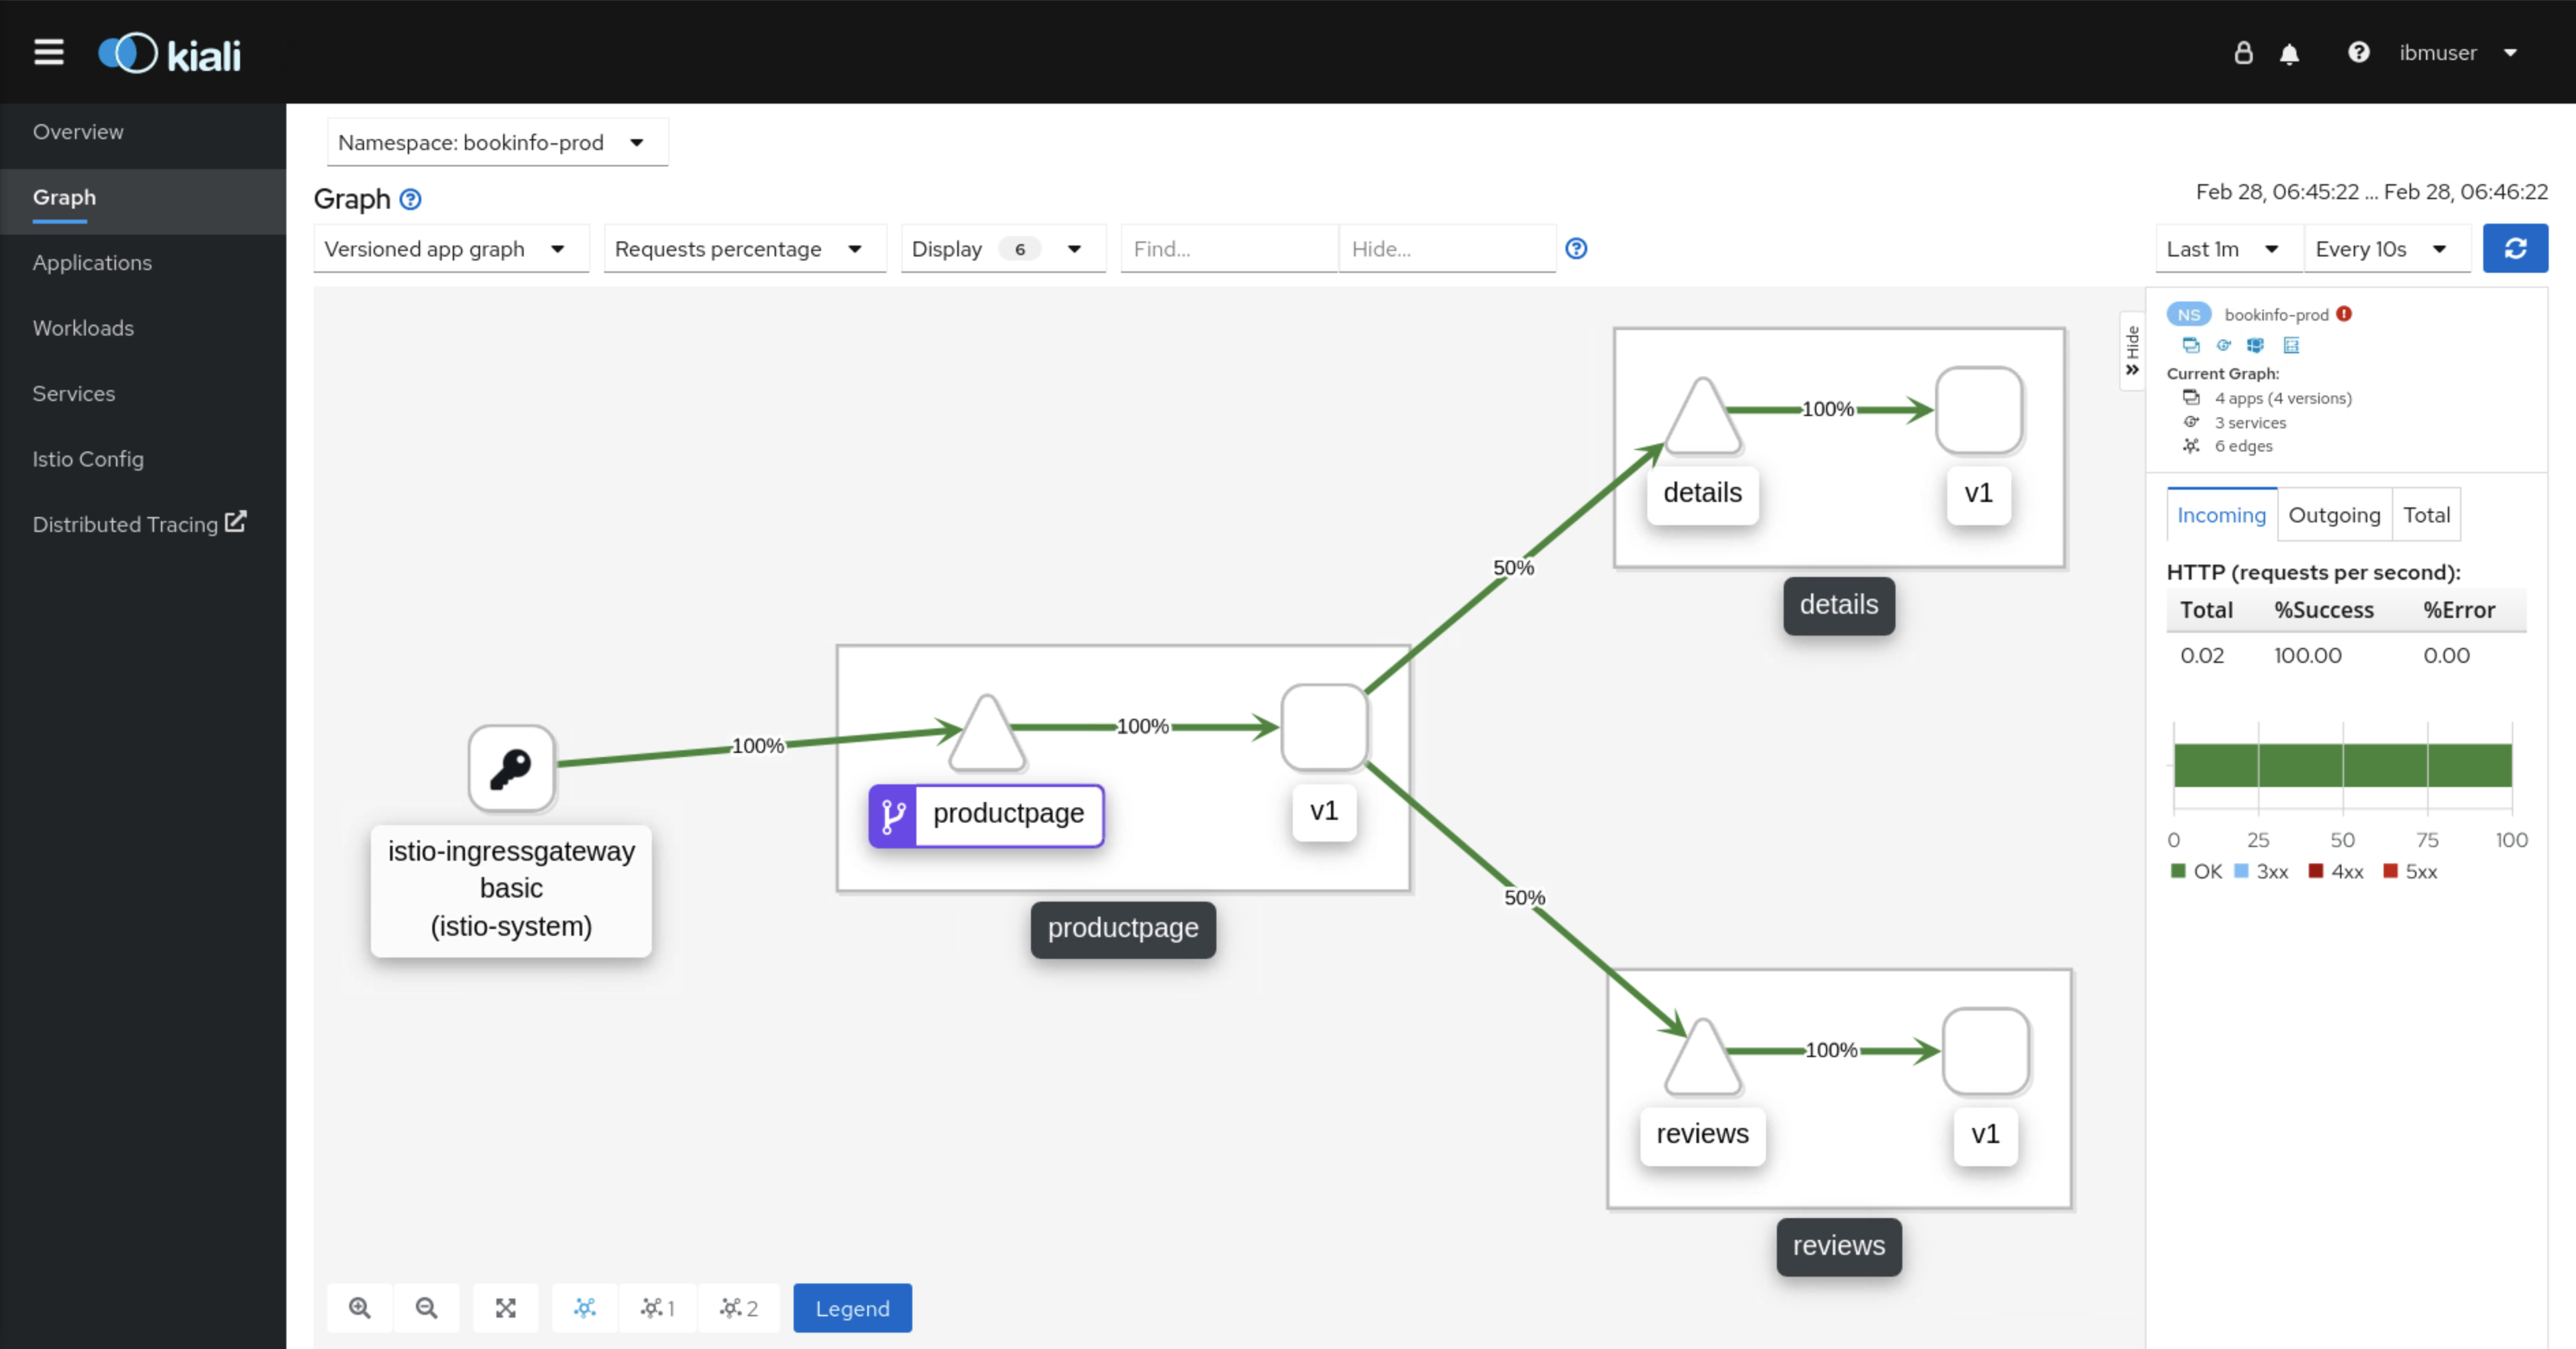 kiali
ibmuser
Overview
Graph
Applications
Workloads
Services
Istio Config
Distributed Tracing
Namespace: bookinfo-prod
Graph
Feb 28, 06:45:22 ... Feb 28, 06:46:22
Versioned app graph
Requests percentage
Display 6
Find...
Hide...
Last 1m
Every 10s
Hide
NS bookinfo-prod
Current Graph:
4 apps (4 versions)
3 services
6 edges
Incoming Outgoing Total
HTTP (requests per second):
Total %Success %Error
0.02 100.00 0.00
0 25 50 75 100
OK 3xx 4xx 5xx
100%
details
v1
details
50%
100%
100%
productpage
v1
productpage
istio-ingressgateway
basic
(istio-system)
50%
100%
reviews
v1
reviews
1
2
Legend